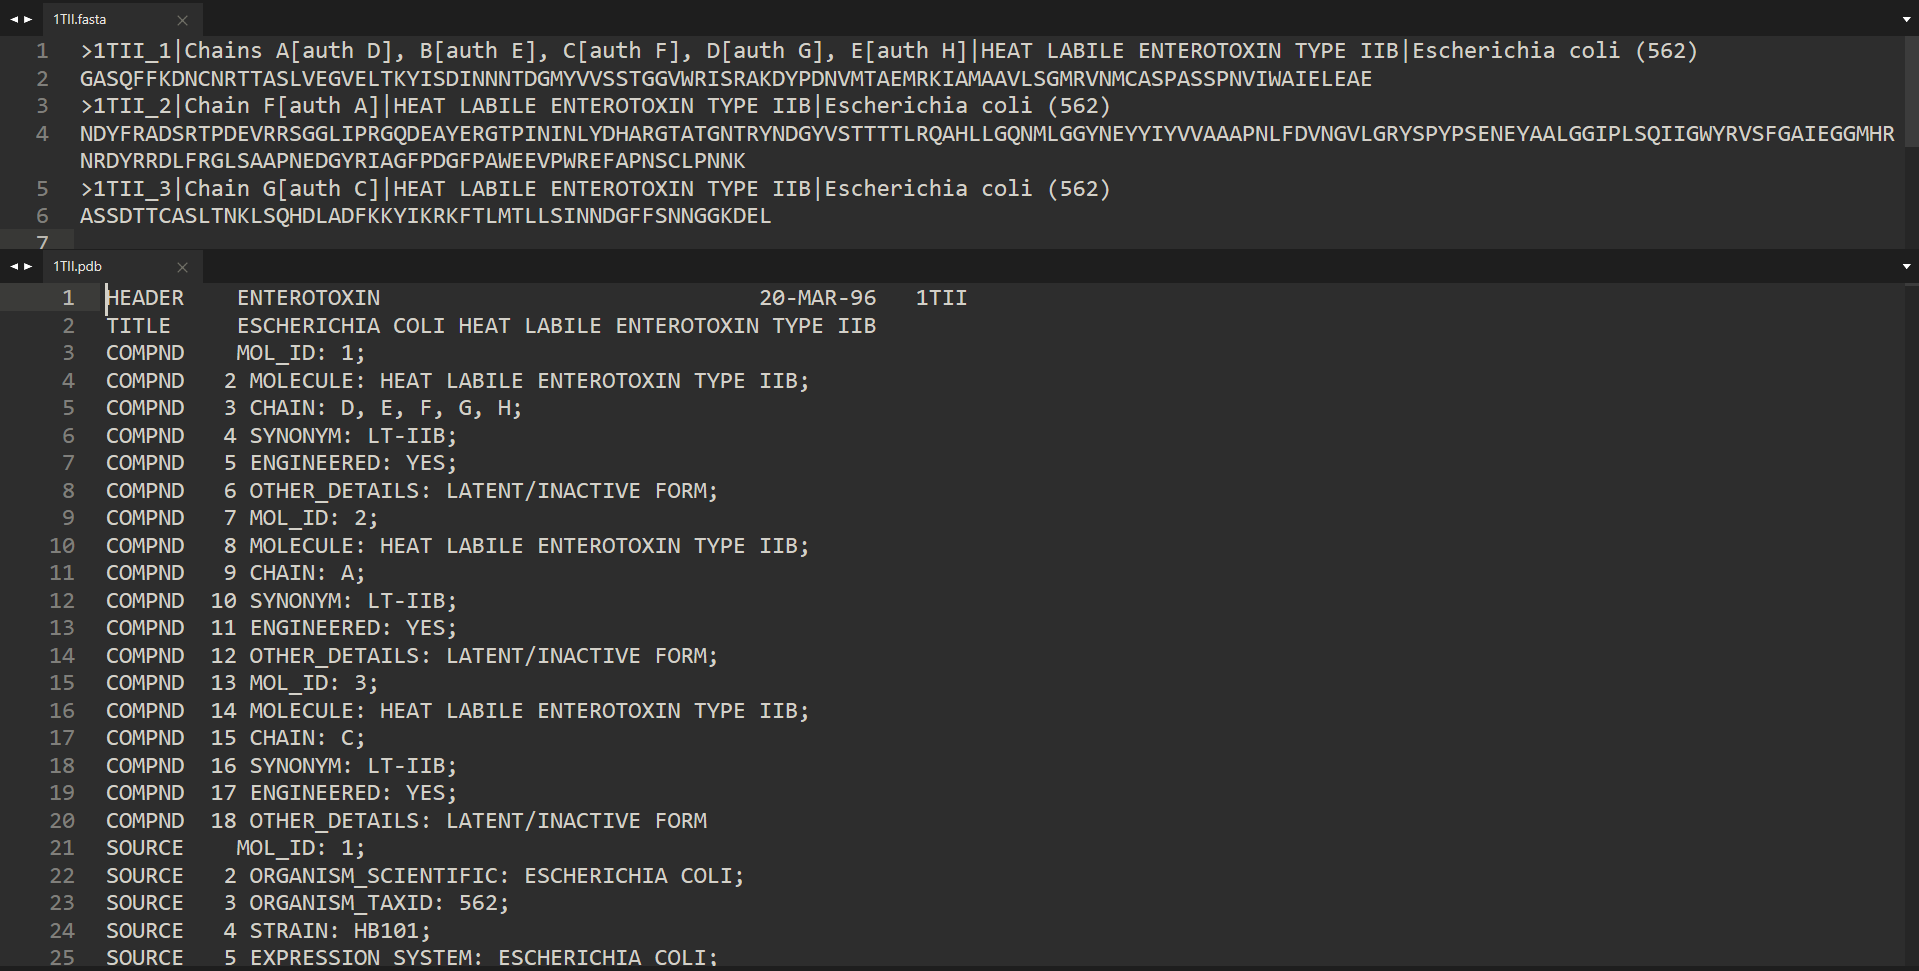 1TII.fasta
1 >1TII_1|Chains A[auth D], B[auth E], C[auth F], D[auth G], E[auth H]|HEAT LABILE ENTEROTOXIN TYPE IIB|Escherichia coli (562)
2 GASQFFKDNCNRTTASLVEGVELTKYISDINNNTDGMYVVSSTGGVWRISRAKDYPDNVMTAEMRKIAMAAVLSGMRVNMCASPASSPNVIWAIELEAE
3 >1TII_2|Chain F[auth A]|HEAT LABILE ENTEROTOXIN TYPE IIB|Escherichia coli (562)
4 NDYFRADSRTPDEVRRSGGLIPRGQDEAYERGTPININLYDHARGTATGNTRYNDGYVSTTTTLRQAHLLGQNMLGGYNEYYIYVVAAAPNLFDVNGVLGRYSPYPSENEYAALGGIPLSQIIGWYRVSFGAIEGGMHR
NRDYRRDLFRGLSAAPNEDGYRIAGFPDGFPAWEEVPWREFAPNSCLPNNK
5 >1TII_3|Chain G[auth C]|HEAT LABILE ENTEROTOXIN TYPE IIB|Escherichia coli (562)
6 ASSDTTCASLTNKLSQHDLADFKKYIKRKFTLMTLLSINNDGFFSNNGGKDEL
7
1TII.pdb
1 HEADER    ENTEROTOXIN                             20-MAR-96   1TII
2 TITLE     ESCHERICHIA COLI HEAT LABILE ENTEROTOXIN TYPE IIB
3 COMPND    MOL_ID: 1;
4 COMPND   2 MOLECULE: HEAT LABILE ENTEROTOXIN TYPE IIB;
5 COMPND   3 CHAIN: D, E, F, G, H;
6 COMPND   4 SYNONYM: LT-IIB;
7 COMPND   5 ENGINEERED: YES;
8 COMPND   6 OTHER_DETAILS: LATENT/INACTIVE FORM;
9 COMPND   7 MOL_ID: 2;
10 COMPND   8 MOLECULE: HEAT LABILE ENTEROTOXIN TYPE IIB;
11 COMPND   9 CHAIN: A;
12 COMPND  10 SYNONYM: LT-IIB;
13 COMPND  11 ENGINEERED: YES;
14 COMPND  12 OTHER_DETAILS: LATENT/INACTIVE FORM;
15 COMPND  13 MOL_ID: 3;
16 COMPND  14 MOLECULE: HEAT LABILE ENTEROTOXIN TYPE IIB;
17 COMPND  15 CHAIN: C;
18 COMPND  16 SYNONYM: LT-IIB;
19 COMPND  17 ENGINEERED: YES;
20 COMPND  18 OTHER_DETAILS: LATENT/INACTIVE FORM
21 SOURCE    MOL_ID: 1;
22 SOURCE   2 ORGANISM_SCIENTIFIC: ESCHERICHIA COLI;
23 SOURCE   3 ORGANISM_TAXID: 562;
24 SOURCE   4 STRAIN: HB101;
25 SOURCE   5 EXPRESSION_SYSTEM: ESCHERICHIA COLI;